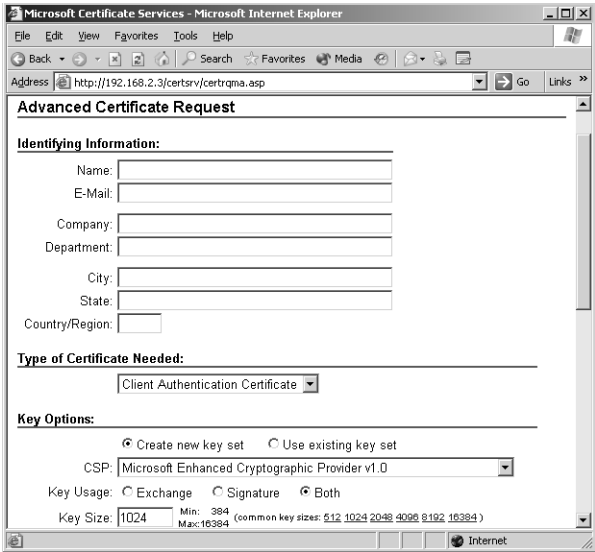 Microsoft Certificate Services - Microsoft Internet Explorer
File Edit View Favorites Tools Help
Back Search Favorites Media
Address http://192.168.2.3/certsrv/certrqma.asp Go Links »
Advanced Certificate Request
Identifying Information:
Name:
E-Mail:
Company:
Department:
City:
State:
Country/Region:
Type of Certificate Needed:
Client Authentication Certificate
Key Options:
Create new key set Use existing key set
CSP: Microsoft Enhanced Cryptographic Provider v1.0
Key Usage: Exchange Signature Both
Key Size: 1024 Min: 384 Max:16384 (common key sizes: 512 1024 2048 4096 8192 16384 )
Internet